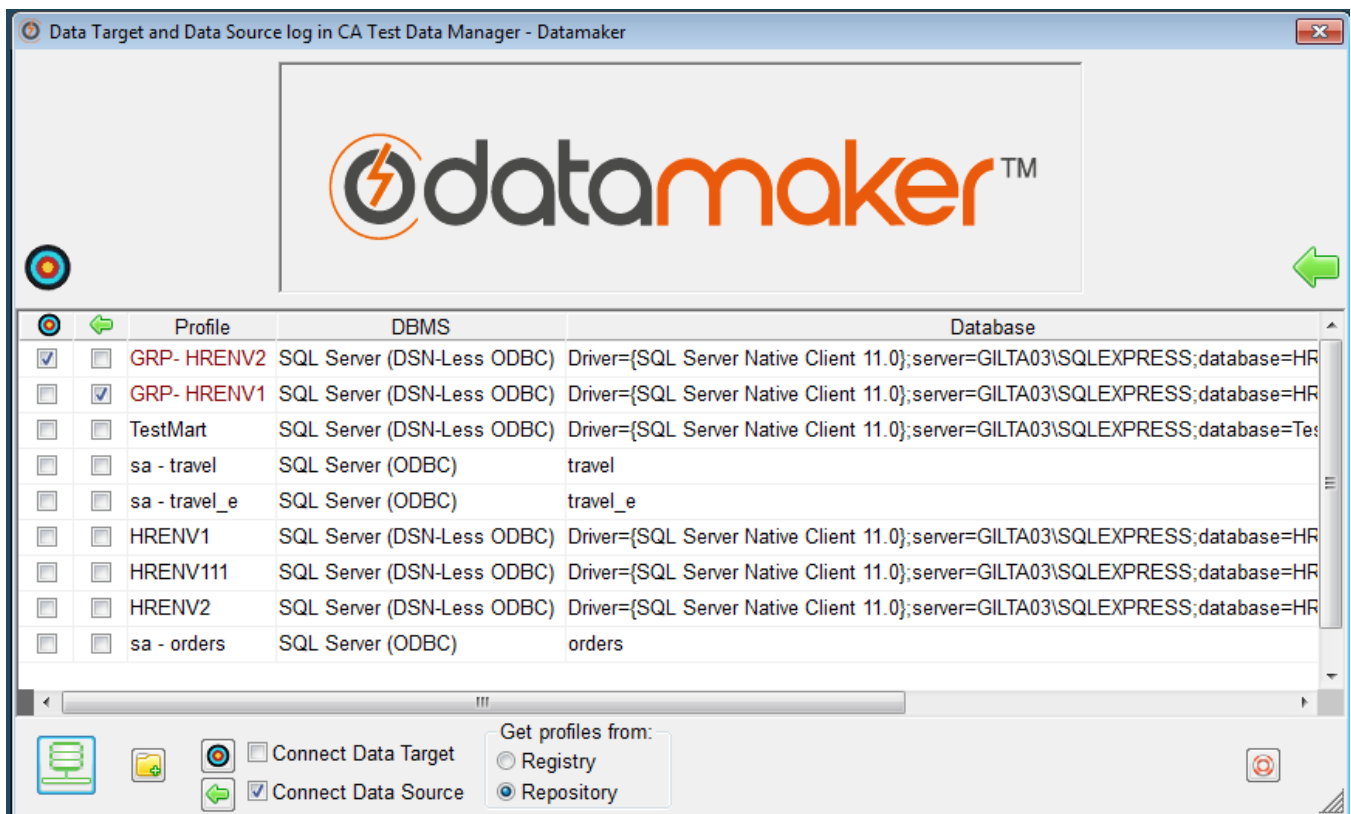 Data Target and Data Source log in CA Test Data Manager - Datamaker
datamaker™
Profile DBMS Database
GRP- HRENV2 SQL Server (DSN-Less ODBC) Driver={SQL Server Native Client 11.0};server=GILTA03\SQLEXPRESS;database=HR
GRP- HRENV1 SQL Server (DSN-Less ODBC) Driver={SQL Server Native Client 11.0};server=GILTA03\SQLEXPRESS;database=HR
TestMart SQL Server (DSN-Less ODBC) Driver={SQL Server Native Client 11.0};server=GILTA03\SQLEXPRESS;database=Tes
sa - travel SQL Server (ODBC) travel
sa - travel_e SQL Server (ODBC) travel_e
HRENV1 SQL Server (DSN-Less ODBC) Driver={SQL Server Native Client 11.0};server=GILTA03\SQLEXPRESS;database=HR
HRENV111 SQL Server (DSN-Less ODBC) Driver={SQL Server Native Client 11.0};server=GILTA03\SQLEXPRESS;database=HR
HRENV2 SQL Server (DSN-Less ODBC) Driver={SQL Server Native Client 11.0};server=GILTA03\SQLEXPRESS;database=HR
sa - orders SQL Server (ODBC) orders
Get profiles from:
Connect Data Target Registry
Connect Data Source Repository